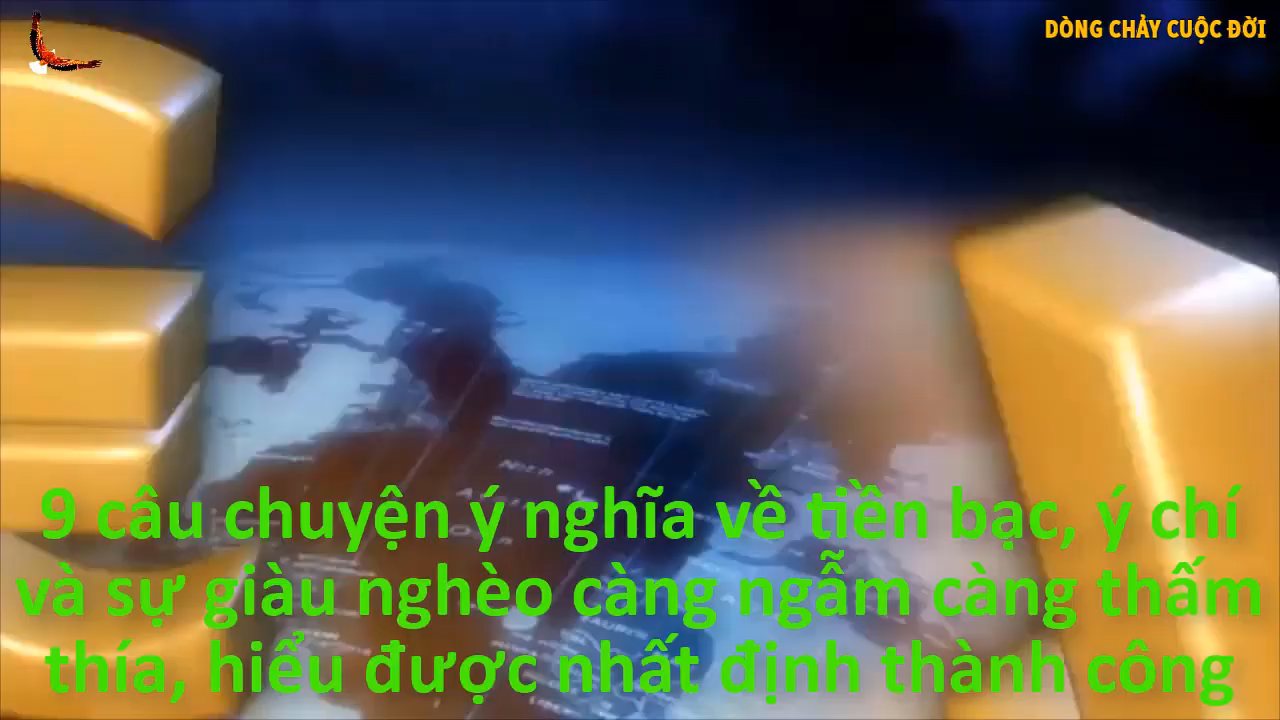 DÒNG CHẢY CUỘC ĐỜI
9 câu chuyện ý nghĩa về tiền bạc, ý chí
và sự giàu nghèo càng ngẫm càng thấm
thía, hiểu được nhất định thành công